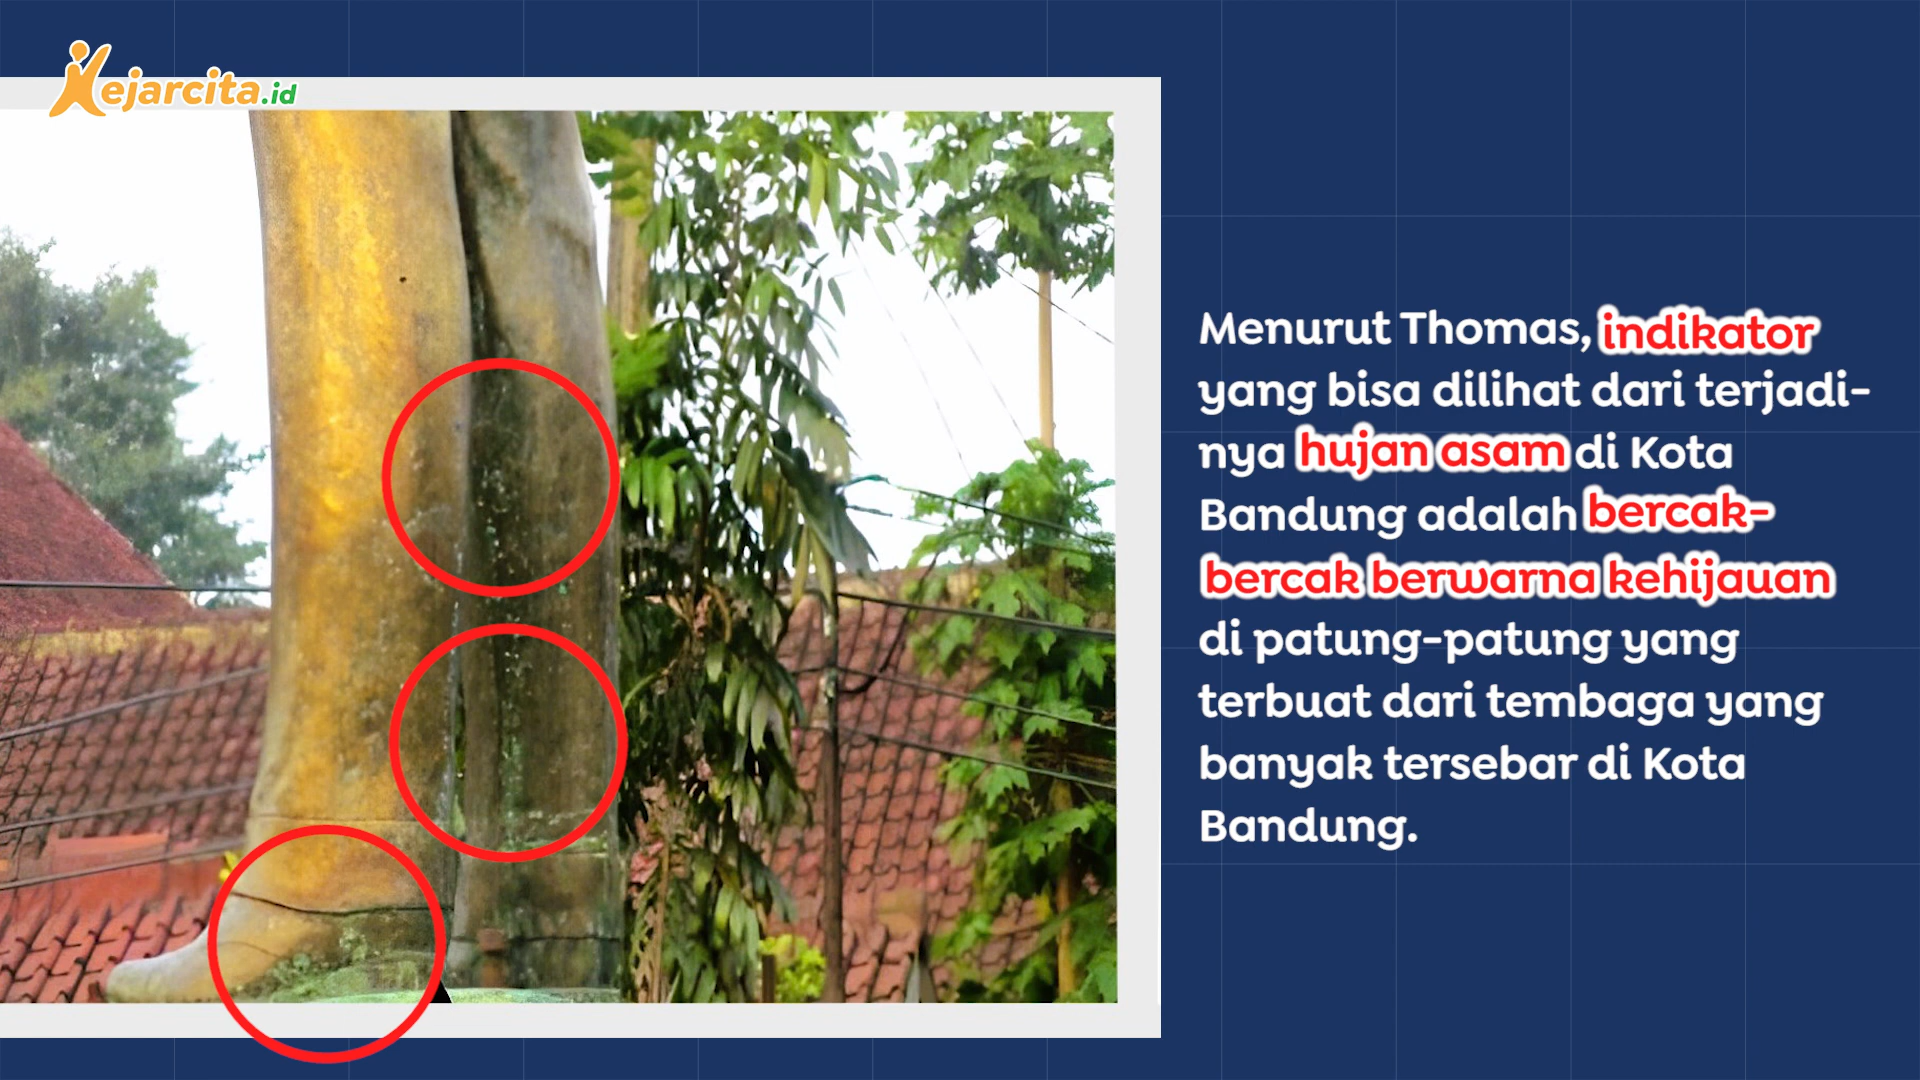 Kejarcita.id
Menurut Thomas, indikator
yang bisa dilihat dari terjadi-
nya hujan asam di Kota
Bandung adalah bercak-
bercak berwarna kehijauan
di patung-patung yang
terbuat dari tembaga yang
banyak tersebar di Kota
Bandung.